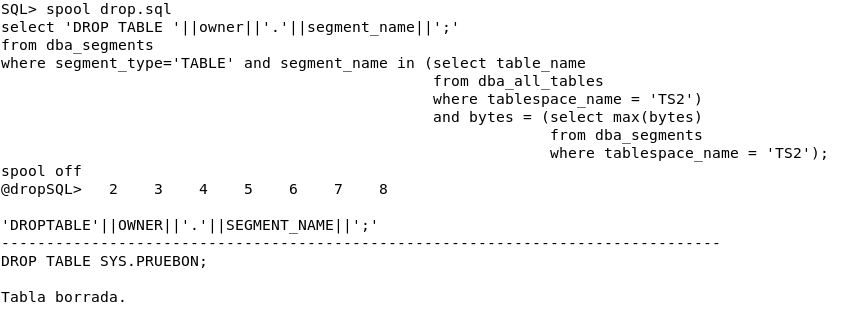 SQL> spool drop.sql
select 'DROP TABLE '||owner||'.'||segment_name||';'
from dba_segments
where segment_type='TABLE' and segment_name in (select table_name
                                                from dba_all_tables
                                                where tablespace_name = 'TS2')
                                                and bytes = (select max(bytes)
                                                             from dba_segments
                                                             where tablespace_name = 'TS2');
spool off
@dropSQL>   2    3    4    5    6    7    8
'DROPTABLE'||OWNER||'.'||SEGMENT_NAME||';'
--------------------------------------------------------------------------------
DROP TABLE SYS.PRUEBON;
Tabla borrada.